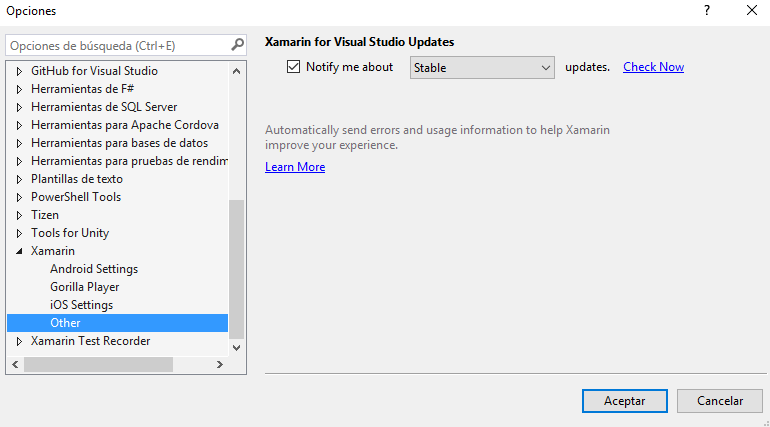 Opciones
?
Opciones de búsqueda (Ctrl+E)
GitHub for Visual Studio
Herramientas de F#
Herramientas de SQL Server
Herramientas para Apache Cordova
Herramientas para bases de datos
Herramientas para pruebas de rendim
Plantillas de texto
PowerShell Tools
Tizen
Tools for Unity
Xamarin
Android Settings
Gorilla Player
iOS Settings
Other
Xamarin Test Recorder
Xamarin for Visual Studio Updates
Notify me about Stable updates. Check Now
Automatically send errors and usage information to help Xamarin
improve your experience.
Learn More
Aceptar Cancelar